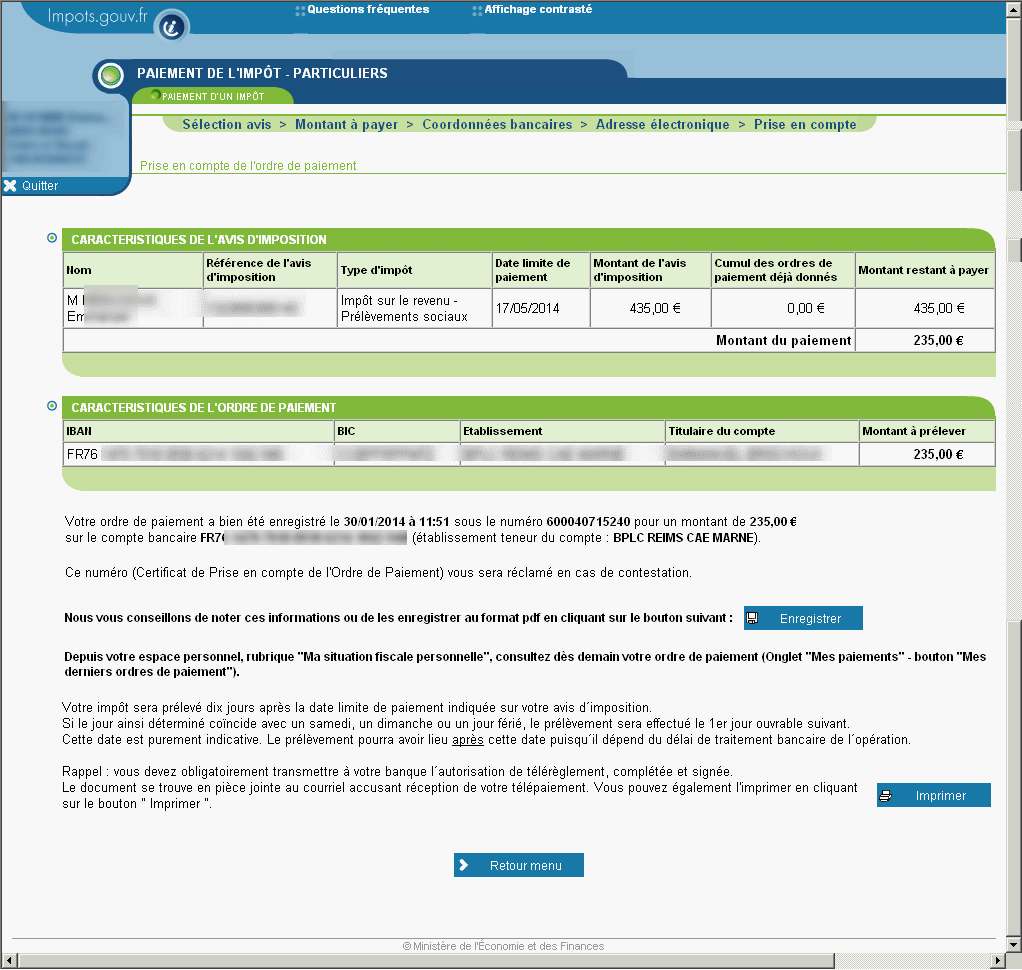 Impots.gouv.fr
Questions fréquentes
Affichage contrasté
PAIEMENT DE L'IMPÔT - PARTICULIERS
PAIEMENT D'UN IMPÔT
Sélection avis > Montant à payer > Coordonnées bancaires > Adresse électronique > Prise en compte
Prise en compte de l'ordre de paiement
Quitter
CARACTERISTIQUES DE L'AVIS D'IMPOSITION
Nom
Référence de l'avis
d'imposition
Type d'impôt
Date limite de
paiement
Montant de l'avis
d'imposition
Cumul des ordres de
paiement déjà donnés
Montant restant à payer
M
Impôt sur le revenu -
Prélèvements sociaux
17/05/2014
435,00 €
0,00 €
435,00 €
Montant du paiement
235,00 €
CARACTERISTIQUES DE L'ORDRE DE PAIEMENT
IBAN
BIC
Etablissement
Titulaire du compte
Montant à prélever
FR76
235,00 €
Votre ordre de paiement a bien été enregistré le 30/01/2014 à 11:51 sous le numéro 600040715240 pour un montant de 235,00 €
sur le compte bancaire FR76 (établissement teneur du compte : BPLC REIMS CAE MARNE).
Ce numéro (Certificat de Prise en compte de l'Ordre de Paiement) vous sera réclamé en cas de contestation.
Nous vous conseillons de noter ces informations ou de les enregistrer au format pdf en cliquant sur le bouton suivant :
Enregistrer
Depuis votre espace personnel, rubrique "Ma situation fiscale personnelle", consultez dès demain votre ordre de paiement (Onglet "Mes paiements" - bouton "Mes
derniers ordres de paiement").
Votre impôt sera prélevé dix jours après la date limite de paiement indiquée sur votre avis d´imposition.
Si le jour ainsi déterminé coïncide avec un samedi, un dimanche ou un jour férié, le prélèvement sera effectué le 1er jour ouvrable suivant.
Cette date est purement indicative. Le prélèvement pourra avoir lieu après cette date puisqu´il dépend du délai de traitement bancaire de l´opération.
Rappel : vous devez obligatoirement transmettre à votre banque l´autorisation de télérèglement, complétée et signée.
Le document se trouve en pièce jointe au courriel accusant réception de votre télépaiement. Vous pouvez également l'imprimer en cliquant
sur le bouton " Imprimer ".
Imprimer
Retour menu
© Ministère de l'Économie et des Finances